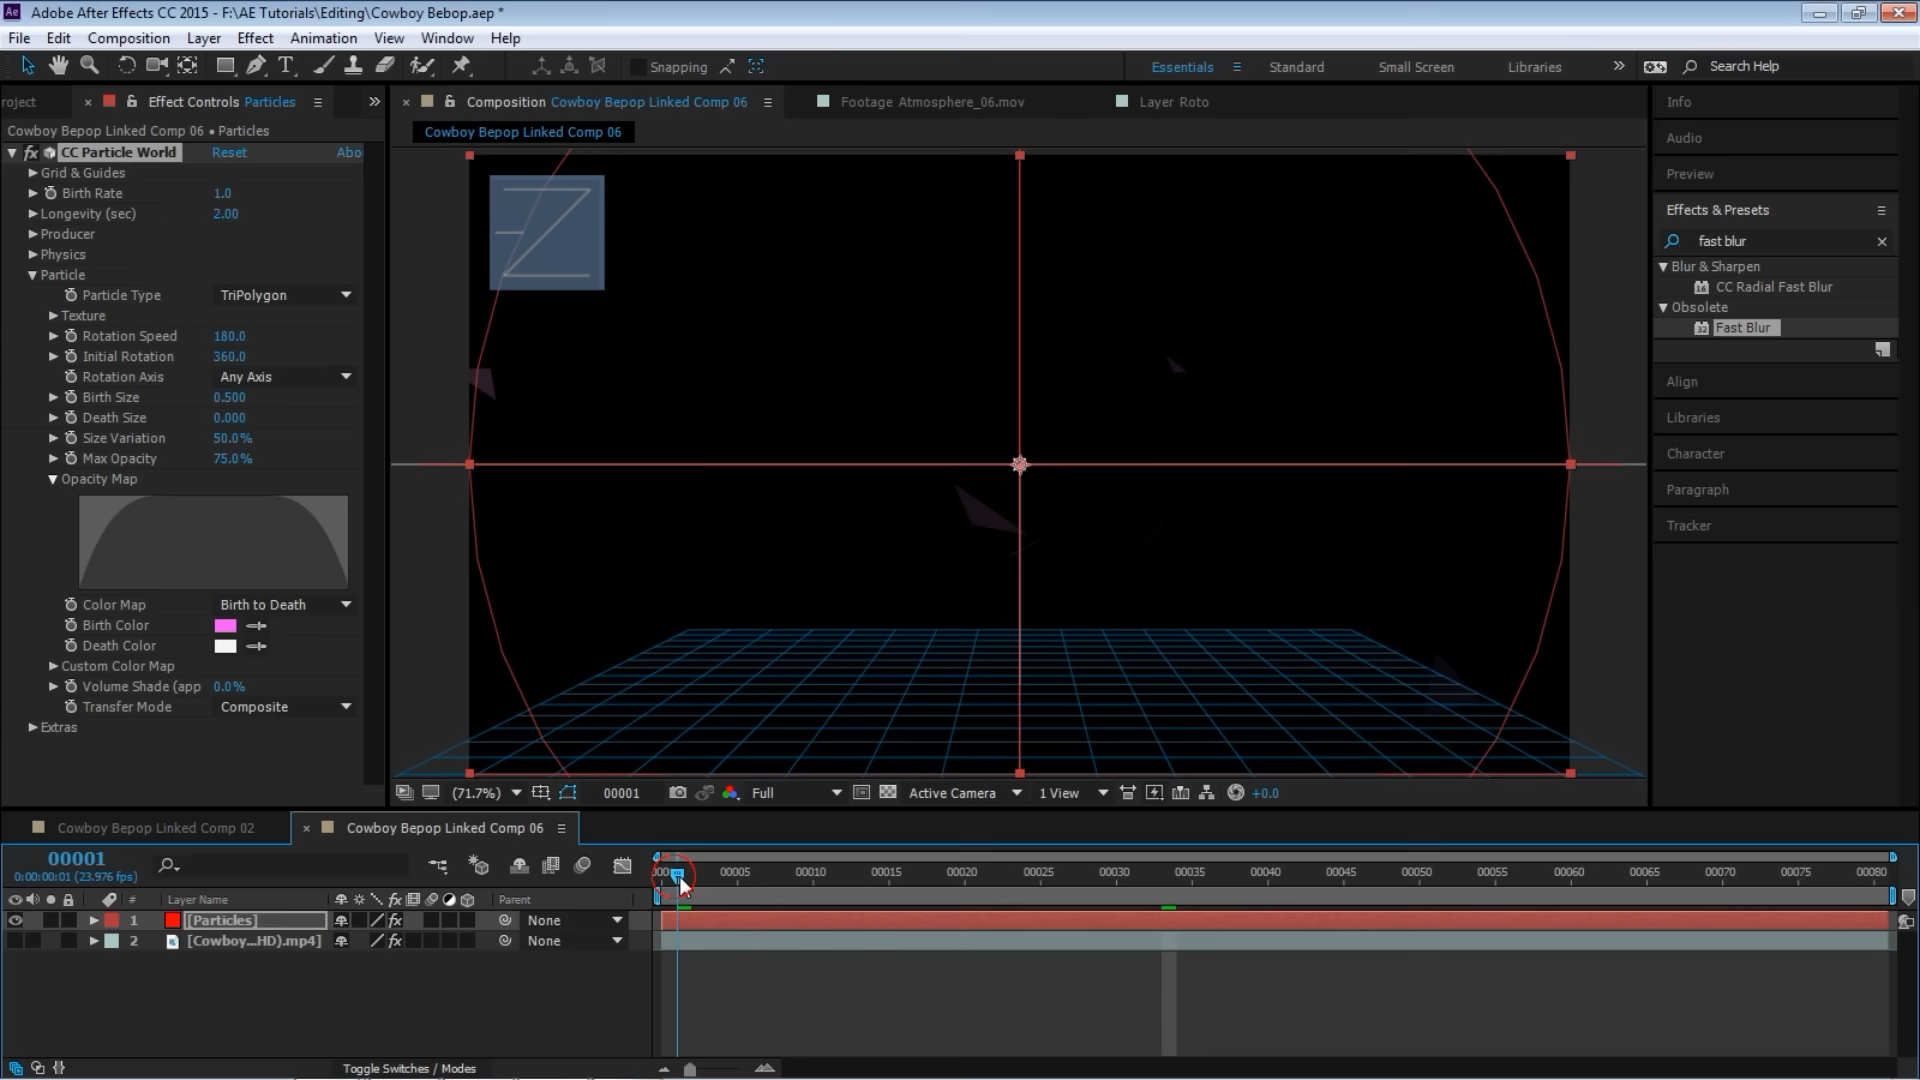 Ae Adobe After Effects CC 2015 - F:\AE Tutorials\Editing\Cowboy Bebop.aep *
File Edit Composition Layer Effect Animation View Window Help
Snapping Essentials Standard Small Screen Libraries Search Help
roject Effect Controls Particles
Composition Cowboy Bepop Linked Comp 06 Footage Atmosphere_06.mov Layer Roto
Cowboy Bepop Linked Comp 06 • Particles
Cowboy Bepop Linked Comp 06
fx CC Particle World Reset Abo
Grid & Guides
Birth Rate 1.0
Longevity (sec) 2.00
Producer
Physics
Particle
Particle Type TriPolygon
Texture
Rotation Speed 180.0
Initial Rotation 360.0
Rotation Axis Any Axis
Birth Size 0.500
Death Size 0.000
Size Variation 50.0%
Max Opacity 75.0%
Opacity Map
Color Map Birth to Death
Birth Color
Death Color
Custom Color Map
Volume Shade (app 0.0%
Transfer Mode Composite
Extras
Info
Audio
Preview
Effects & Presets
fast blur
Blur & Sharpen
CC Radial Fast Blur
Obsolete
Fast Blur
Align
Libraries
Character
Paragraph
Tracker
(71.7%) 00001 Full Active Camera 1 View +0.0
Cowboy Bepop Linked Comp 02 Cowboy Bepop Linked Comp 06
00001
0:00:00:01 (23.976 fps)
00005 00010 00015 00020 00025 00030 00035 00040 00045 00050 00055 00060 00065 00070 00075 00080
# Layer Name fx Parent
1 [Particles] fx None
2 [Cowboy...HD).mp4] fx None
Toggle Switches / Modes